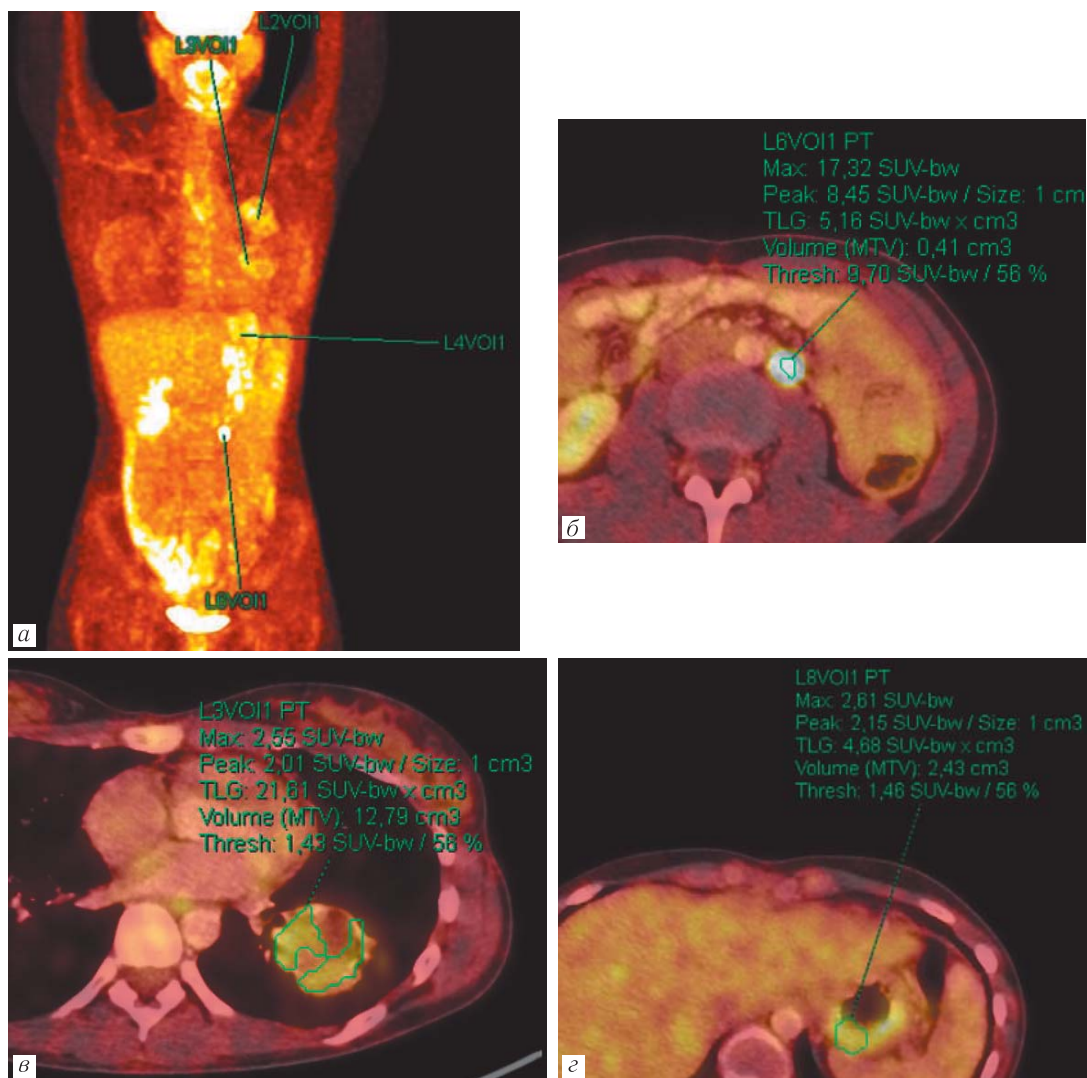 L2VOI1
L3VOI1
L4VOI1
L6VOI1
а
L6VOI1 PT
Max: 17,32 SUV-bw
Peak: 8,45 SUV-bw / Size: 1 cm
TLG: 5,16 SUV-bw x cm3
Volume (MTV): 0,41 cm3
Thresh: 9,70 SUV-bw / 56 %
б
L3VOI1 PT
Max: 2,55 SUV-bw
Peak: 2,01 SUV-bw / Size: 1 cm3
TLG: 21,61 SUV-bw x cm3
Volume (MTV): 12,79 cm3
Thresh: 1,43 SUV-bw / 56 %
в
L8VOI1 PT
Max: 2,61 SUV-bw
Peak: 2,15 SUV-bw / Size: 1 cm3
TLG: 4,68 SUV-bw x cm3
Volume (MTV): 2,43 cm3
Thresh: 1,46 SUV-bw / 56 %
г